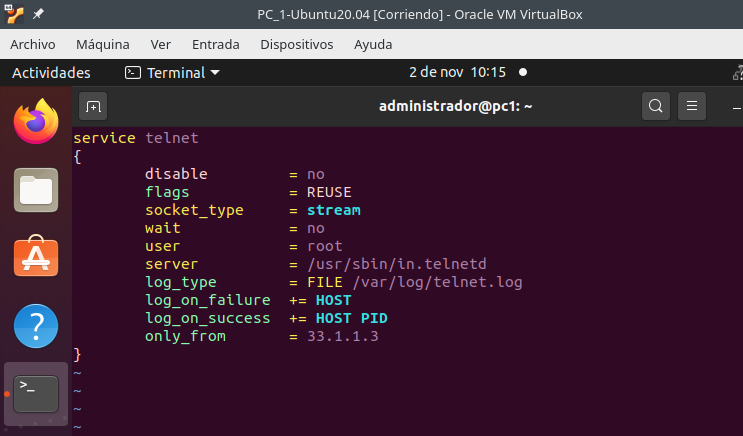 PC_1-Ubuntu20.04 [Corriendo] - Oracle VM VirtualBox
Archivo Máquina Ver Entrada Dispositivos Ayuda
Actividades Terminal 2 de nov 10:15
administrador@pc1: ~
service telnet
{
        disable         = no
        flags           = REUSE
        socket_type     = stream
        wait            = no
        user            = root
        server          = /usr/sbin/in.telnetd
        log_type        = FILE /var/log/telnet.log
        log_on_failure  += HOST
        log_on_success  += HOST PID
        only_from       = 33.1.1.3
}
~
~
~
~